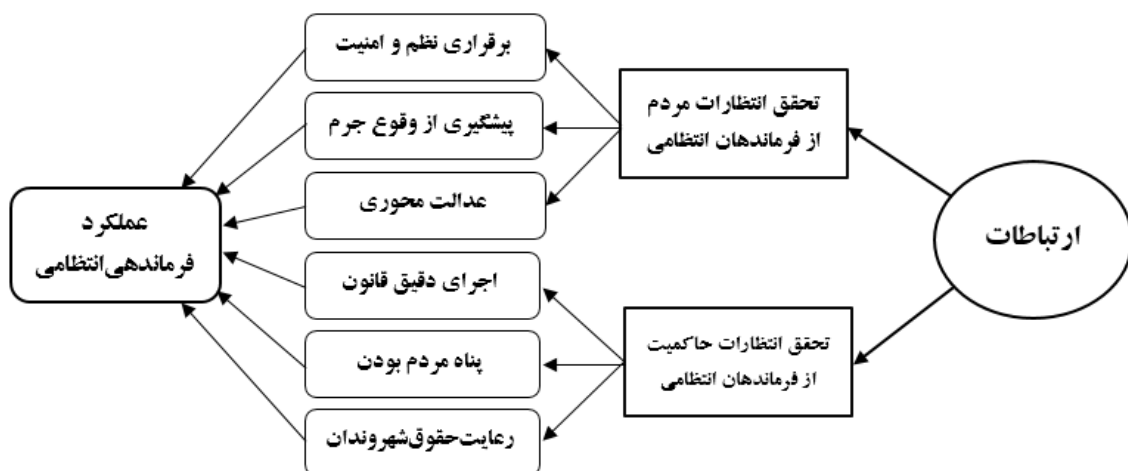 ارتباطات
تحقق انتظارات مردم
از فرماندهان انتظامی
تحقق انتظارات حاکمیت
از فرماندهان انتظامی
برقراری نظم و امنیت
پیشگیری از وقوع جرم
عدالت محوری
اجرای دقیق قانون
پناه مردم بودن
رعایت‌حقوق‌شهروندان
عملکرد
فرماندهی‌انتظامی